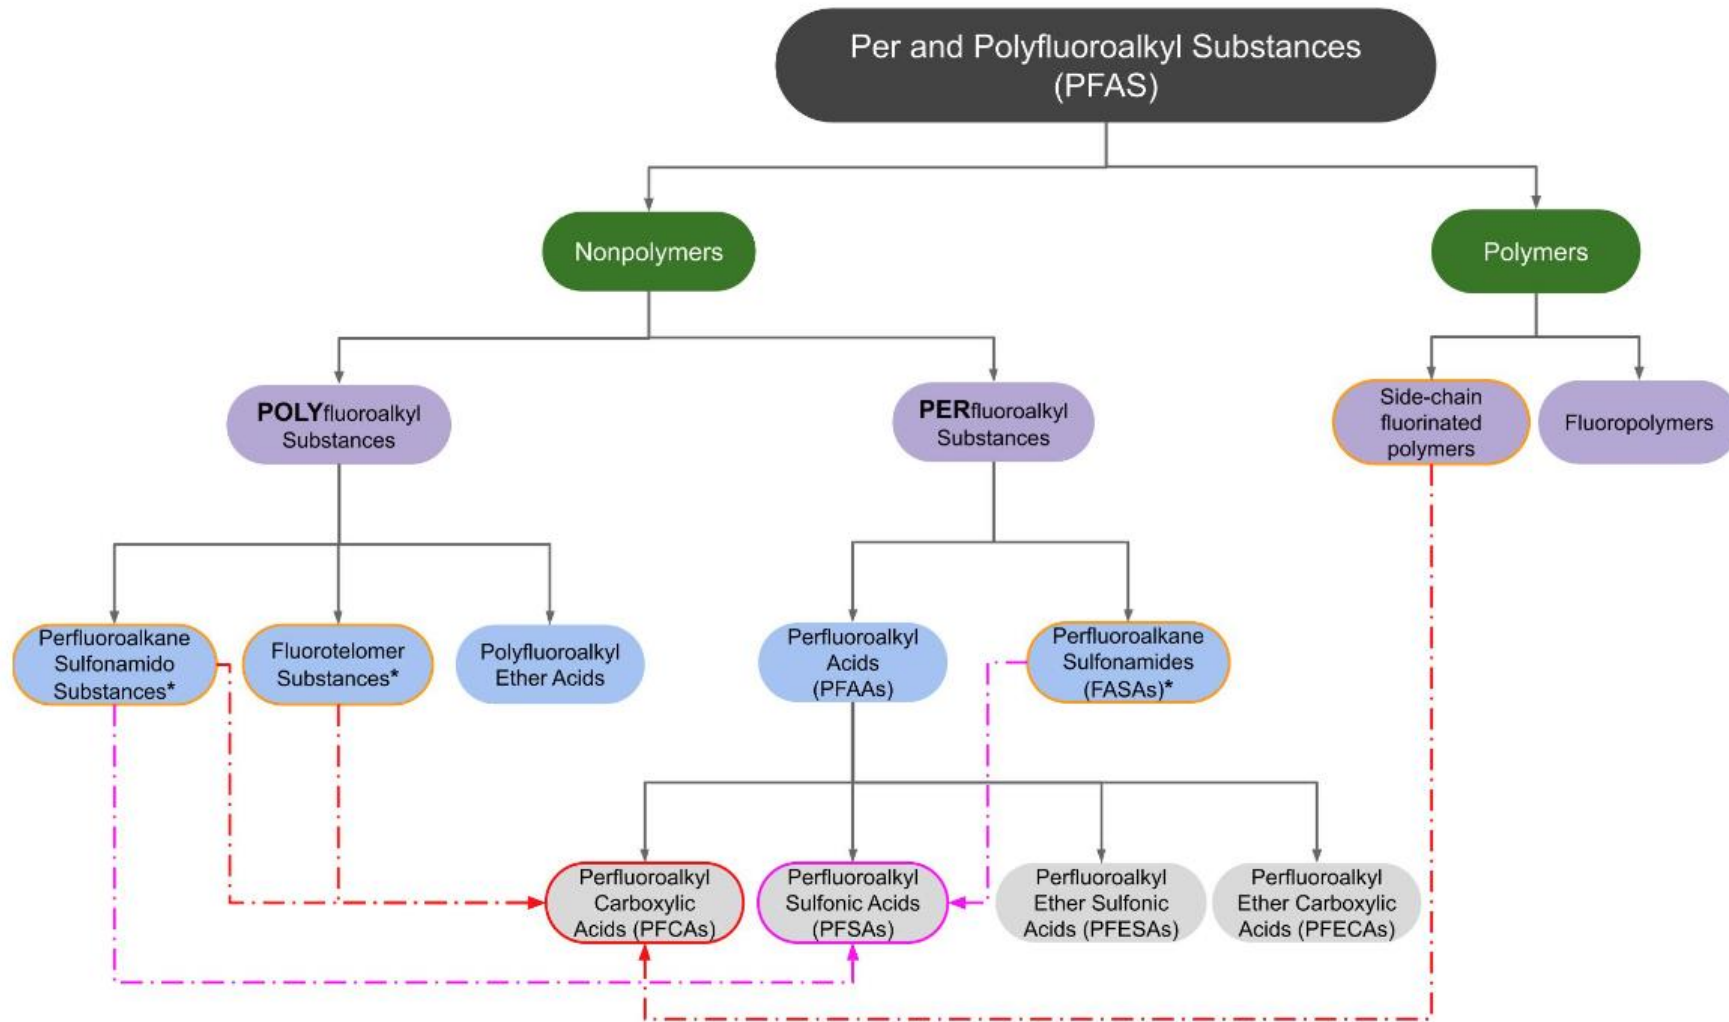 Per and Polyfluoroalkyl Substances
(PFAS)
Nonpolymers
Polymers
POLYfluoroalkyl
Substances
PERfluoroalkyl
Substances
Side-chain
fluorinated
polymers
Fluoropolymers
Perfluoroalkane
Sulfonamido
Substances*
Fluorotelomer
Substances*
Polyfluoroalkyl
Ether Acids
Perfluoroalkyl
Acids
(PFAAs)
Perfluoroalkane
Sulfonamides
(FASAs)*
Perfluoroalkyl
Carboxylic
Acids (PFCAs)
Perfluoroalkyl
Sulfonic Acids
(PFSAs)
Perfluoroalkyl
Ether Sulfonic
Acids (PFESAs)
Perfluoroalkyl
Ether Carboxylic
Acids (PFECAs)